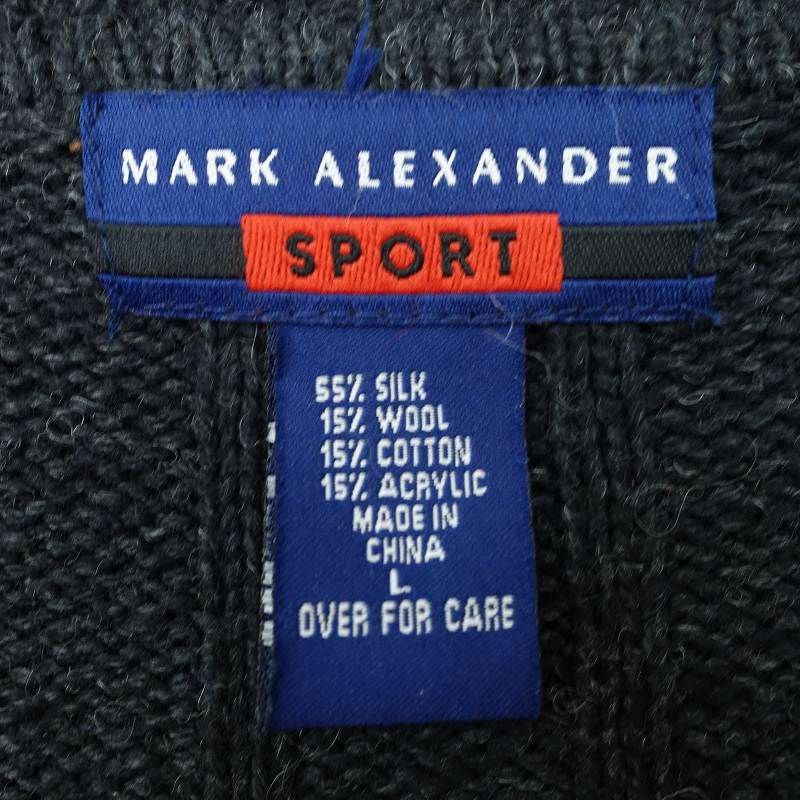 MARK ALEXANDER
SPORT
55% SILK
15% WOOL
15% COTTON
15% ACRYLIC
MADE IN
CHINA
L
OVER FOR CARE